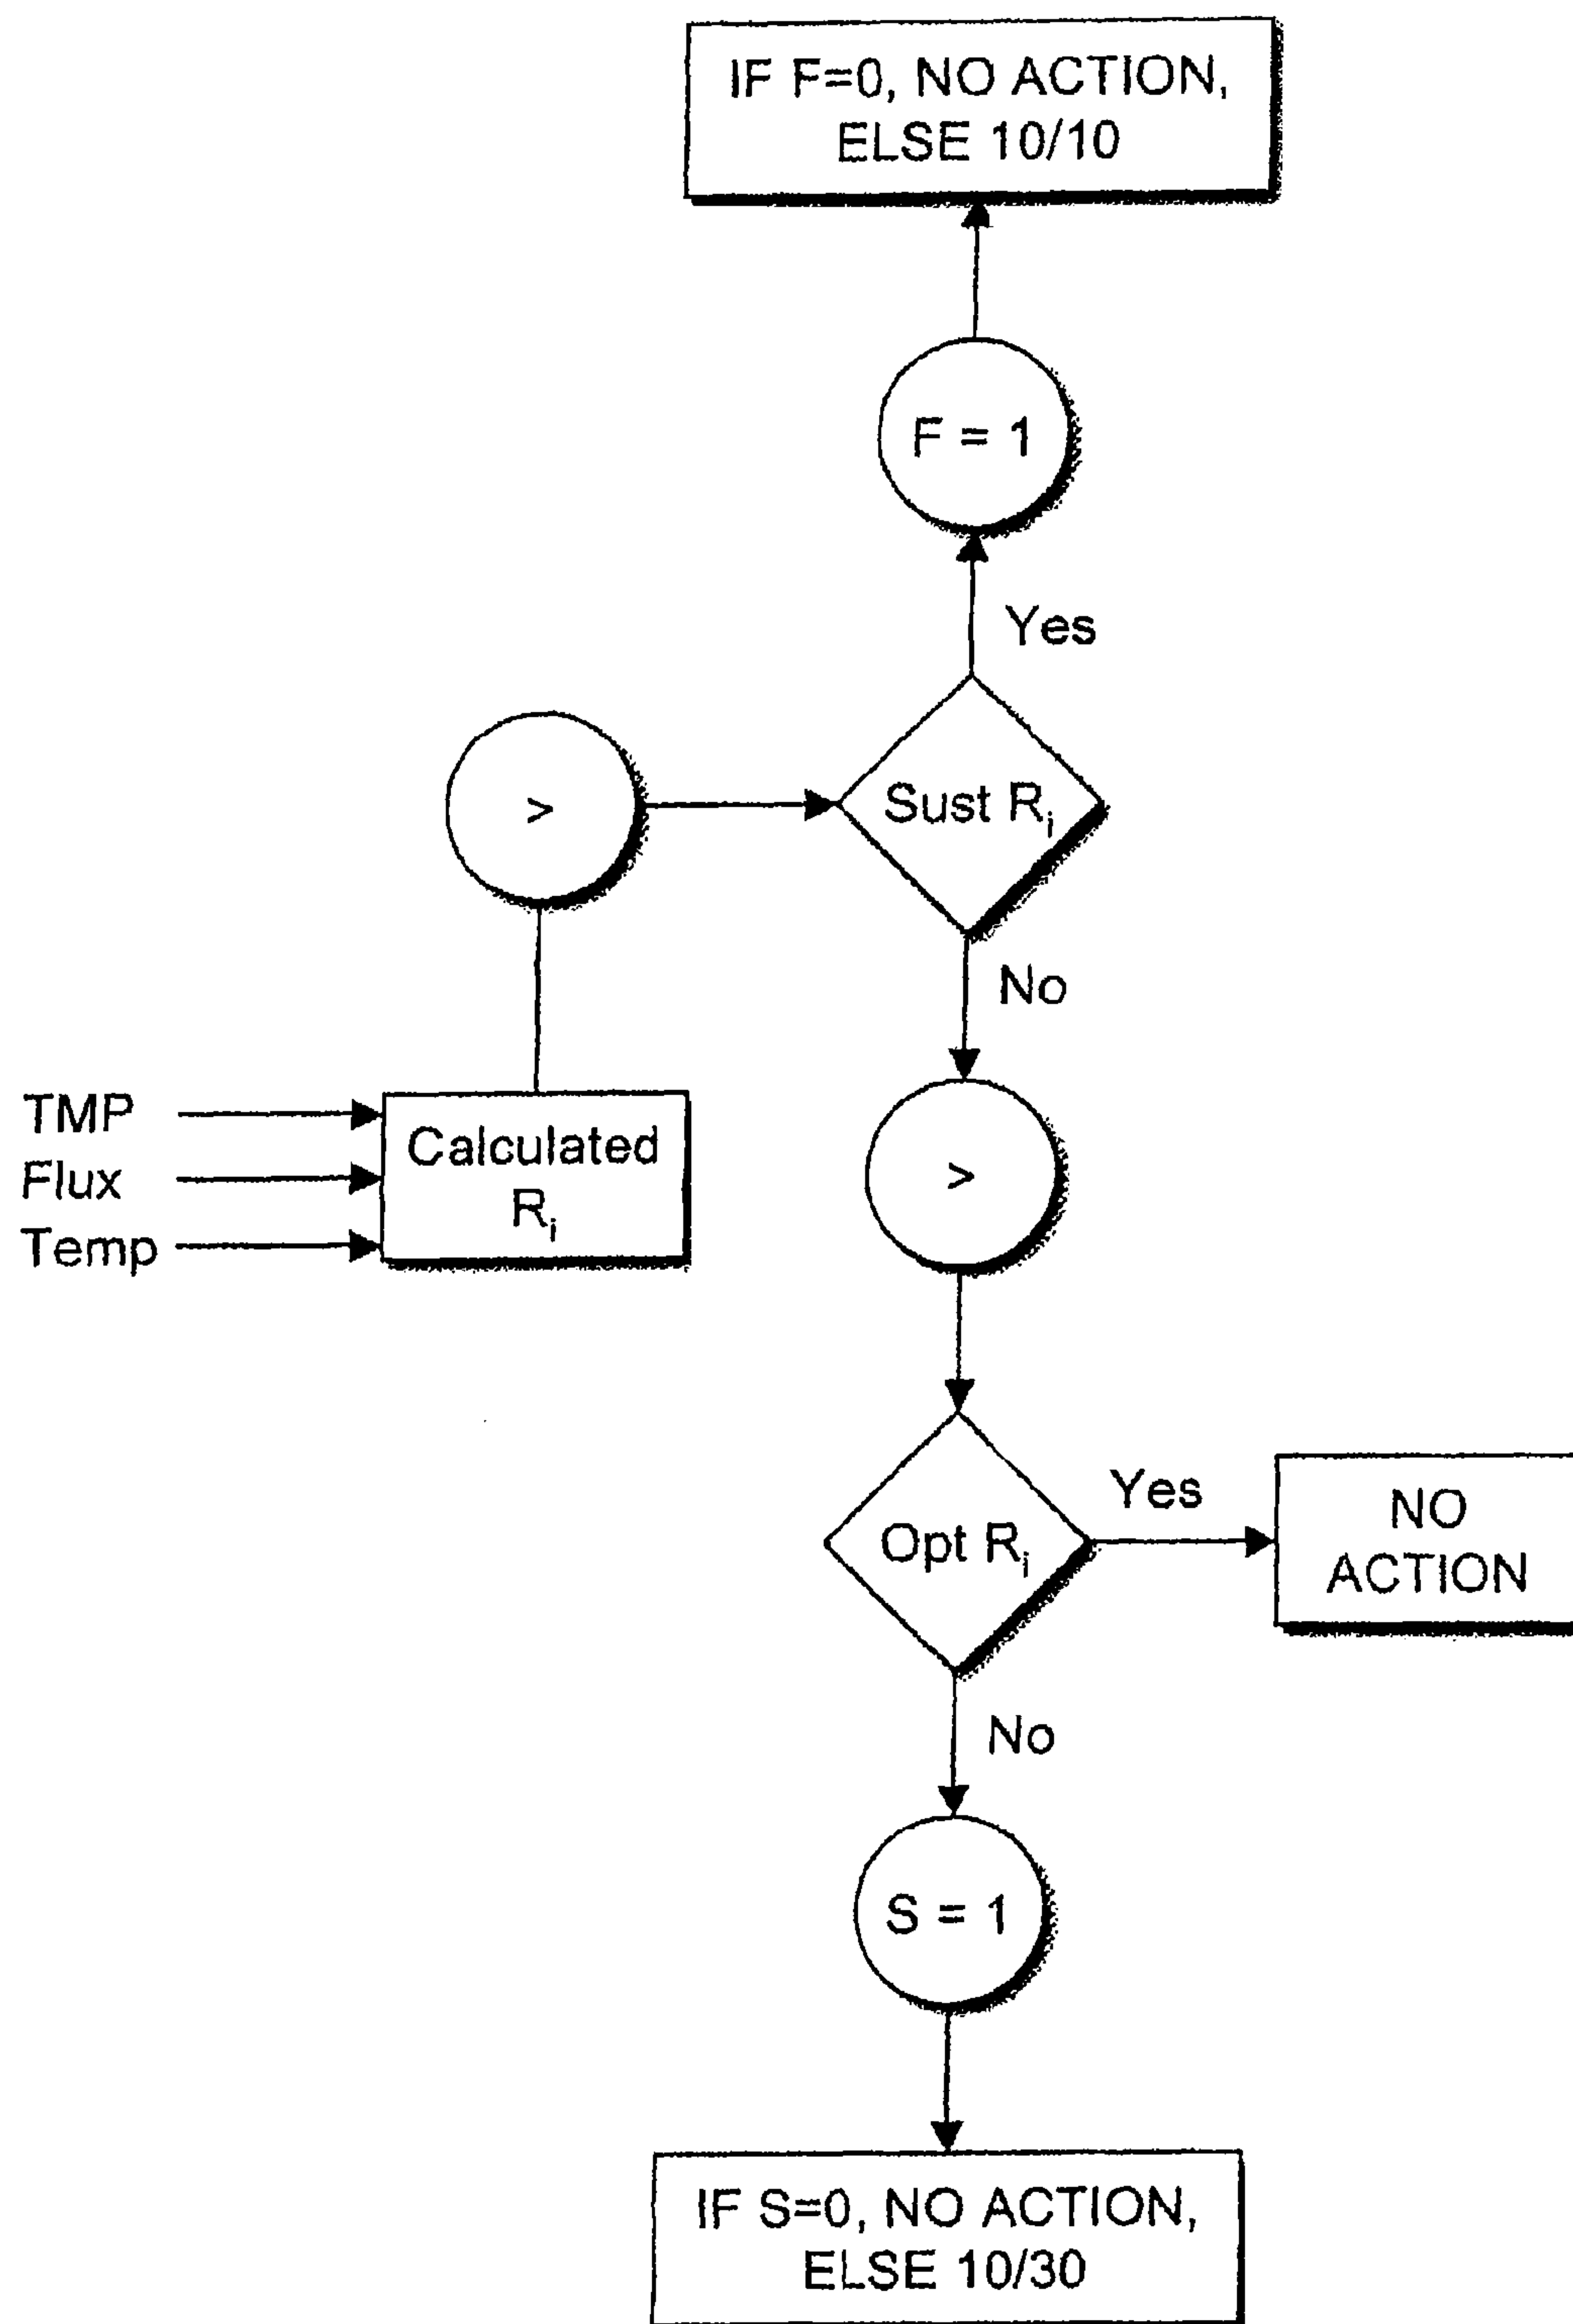 IF F=0, NO ACTION,
ELSE 10/10
F = 1
Yes
>
Sust Ri
No
TMP
Flux
Temp
Calculated
Ri
>
Opt Ri
Yes
NO
ACTION
No
S = 1
IF S=0, NO ACTION,
ELSE 10/30